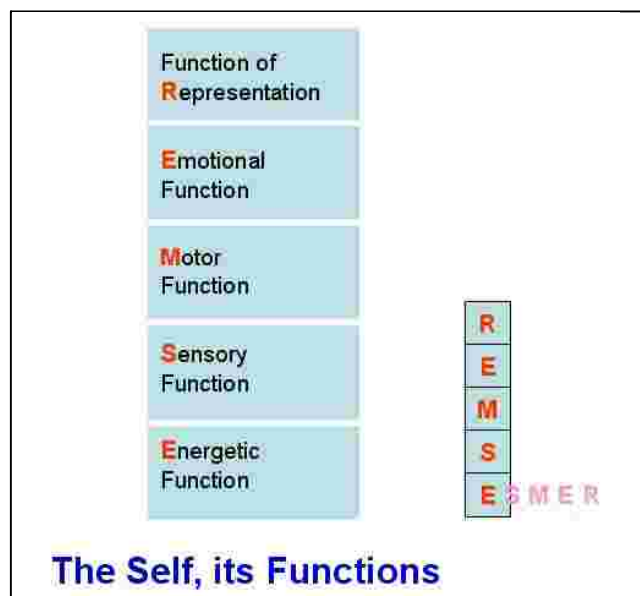 Function of
Representation
Emotional
Function
Motor
Function
Sensory
Function
Energetic
Function
R
E
M
S
E S M E R
The Self, its Functions